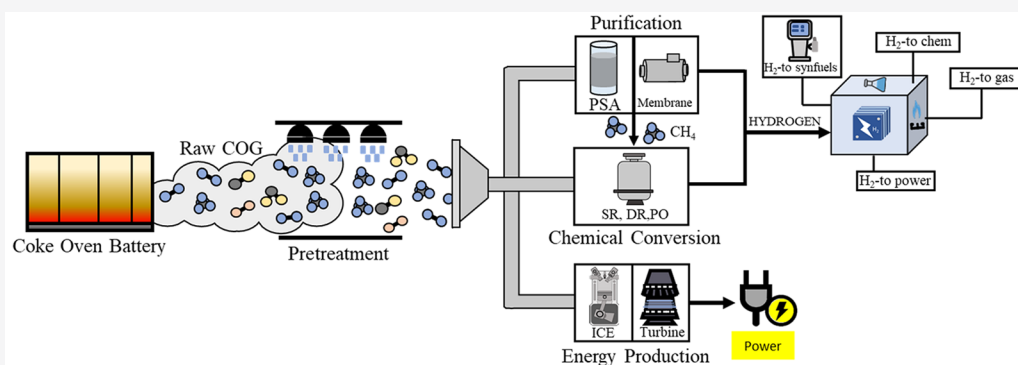 Purification
PSA
Membrane
CH₄
HYDROGEN
H₂-to synfuels
H₂-to chem
H₂-to gas
E
H₂
H₂-to power
Raw COG
Coke Oven Battery
Pretreatment
SR, DR,PO
Chemical Conversion
ICE
Turbine
Energy Production
Power